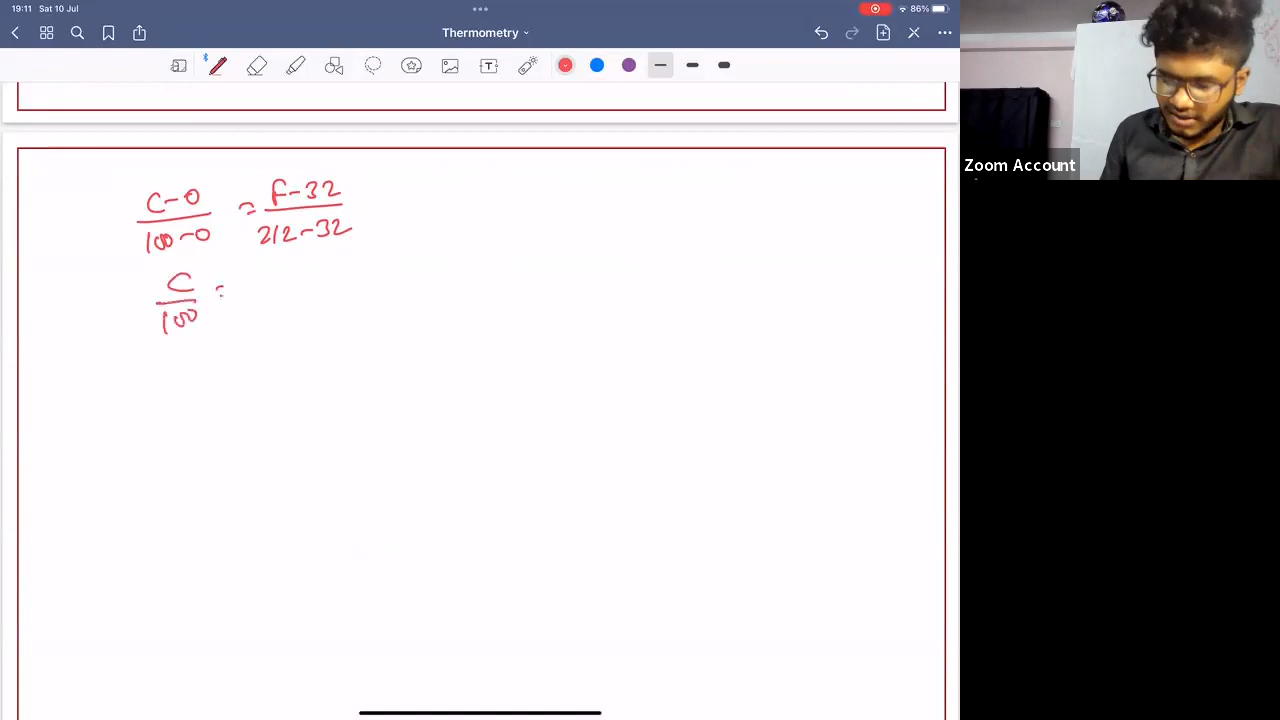 19:11 Sat 10 Jul
86%
Thermometry
T
Zoom Account
C-0/100-0 = F-32/212-32
C/100 =